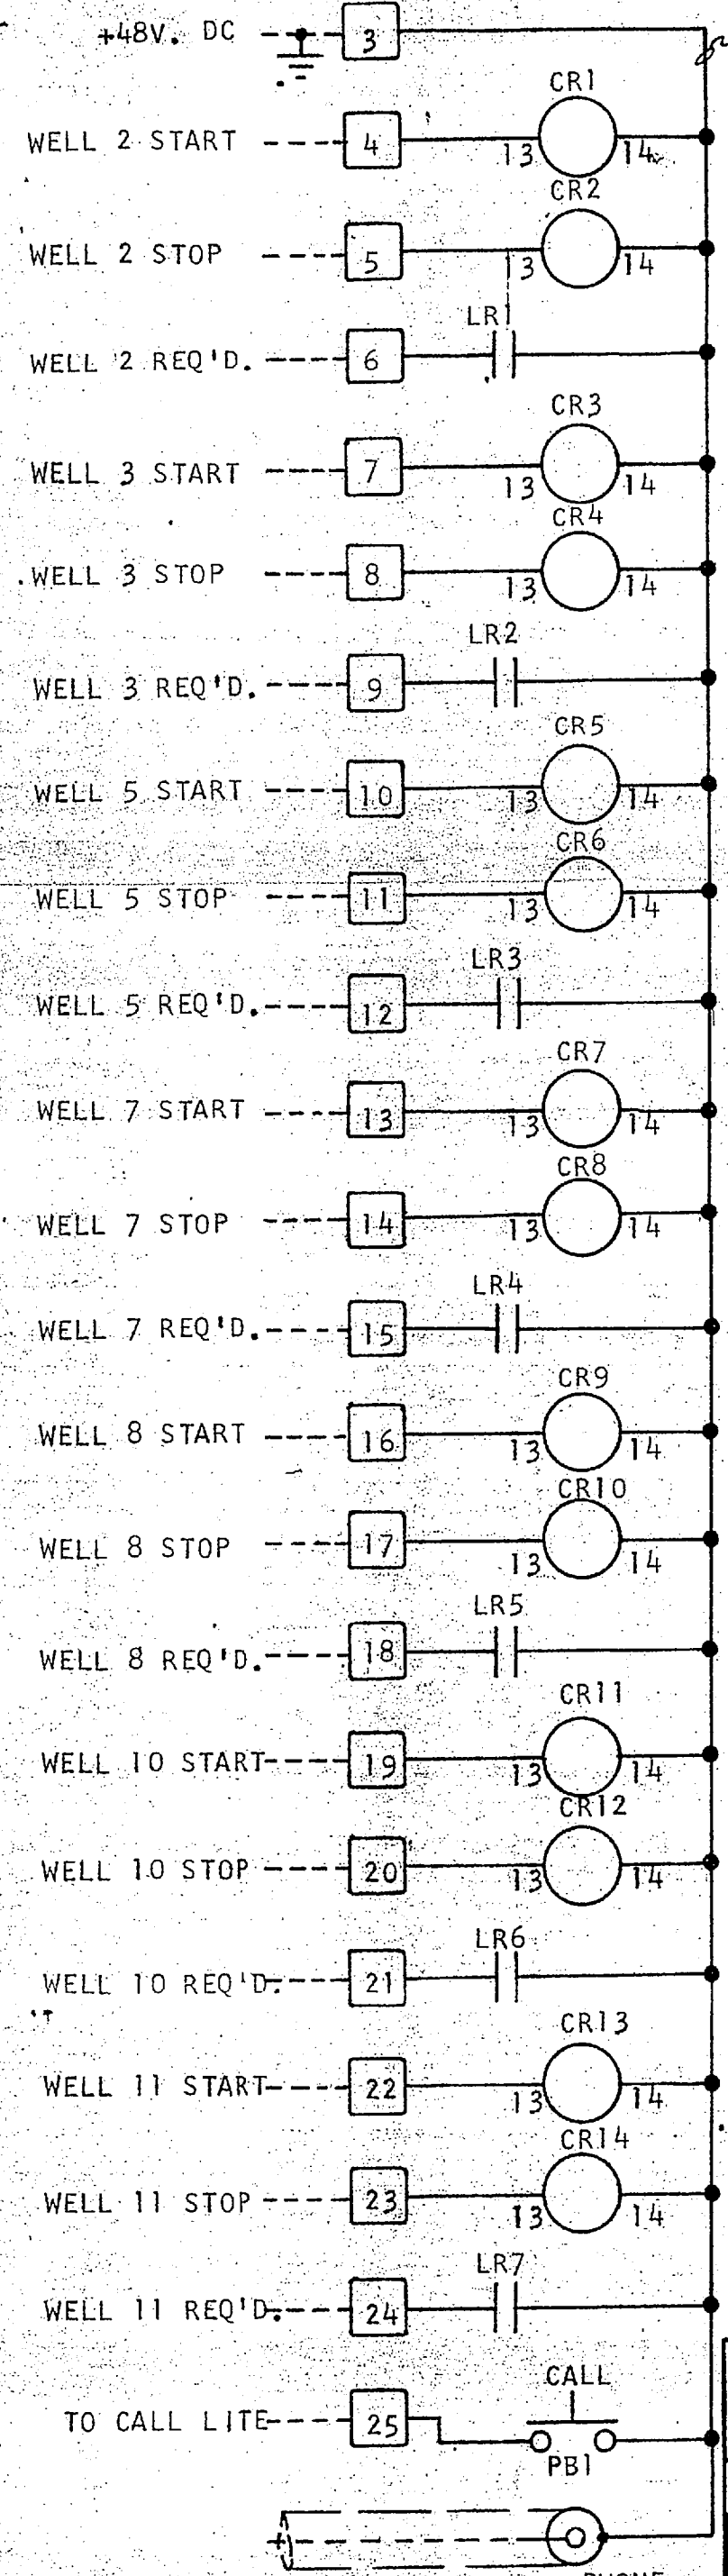 +48V. DC 3
CR1
WELL 2 START 4 13 14
CR2
WELL 2 STOP 5 13 14
LR1
WELL 2 REQ'D. 6
CR3
WELL 3 START 7 13 14
CR4
WELL 3 STOP 8 13 14
LR2
WELL 3 REQ'D. 9
CR5
WELL 5 START 10 13 14
CR6
WELL 5 STOP 11 13 14
LR3
WELL 5 REQ'D. 12
CR7
WELL 7 START 13 13 14
CR8
WELL 7 STOP 14 13 14
LR4
WELL 7 REQ'D. 15
CR9
WELL 8 START 16 13 14
CR10
WELL 8 STOP 17 13 14
LR5
WELL 8 REQ'D. 18
CR11
WELL 10 START 19 13 14
CR12
WELL 10 STOP 20 13 14
LR6
WELL 10 REQ'D. 21
CR13
WELL 11 START 22 13 14
CR14
WELL 11 STOP 23 13 14
LR7
WELL 11 REQ'D. 24
CALL
TO CALL LITE 25
PB1
PHONE